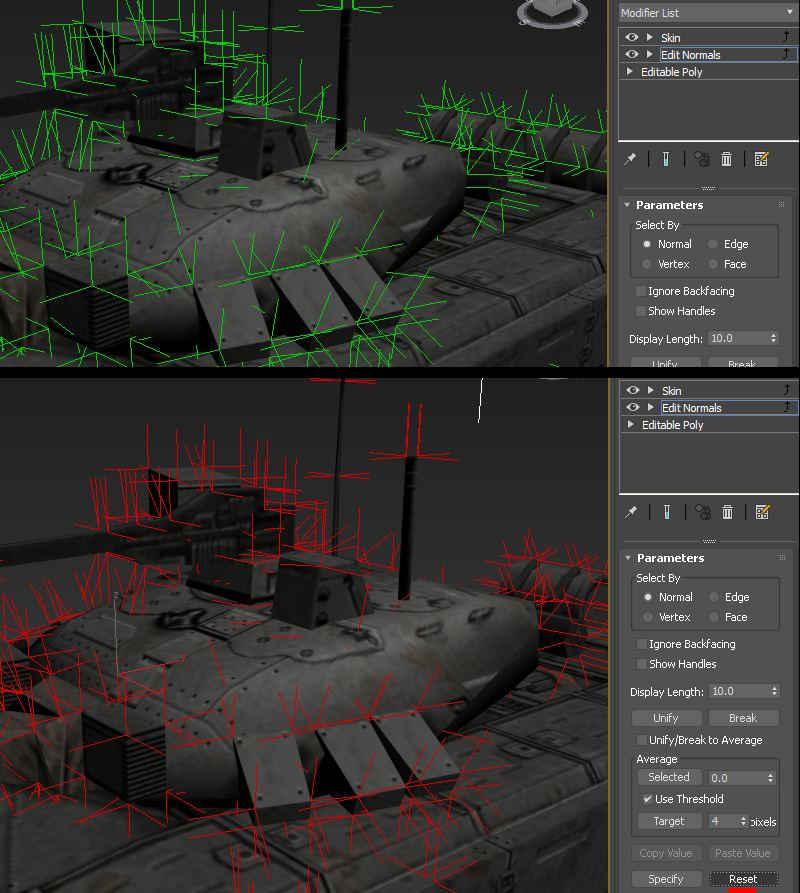 Modifier List
Skin
Edit Normals
Editable Poly
Parameters
Select By
Normal Edge
Vertex Face
Ignore Backfacing
Show Handles
Display Length: 10.0
Unify Break
Skin
Edit Normals
Editable Poly
Parameters
Select By
Normal Edge
Vertex Face
Ignore Backfacing
Show Handles
Display Length: 10.0
Unify Break
Unify/Break to Average
Average
Selected 0.0
Use Threshold
Target 4 pixels
Copy Value Paste Value
Specify Reset